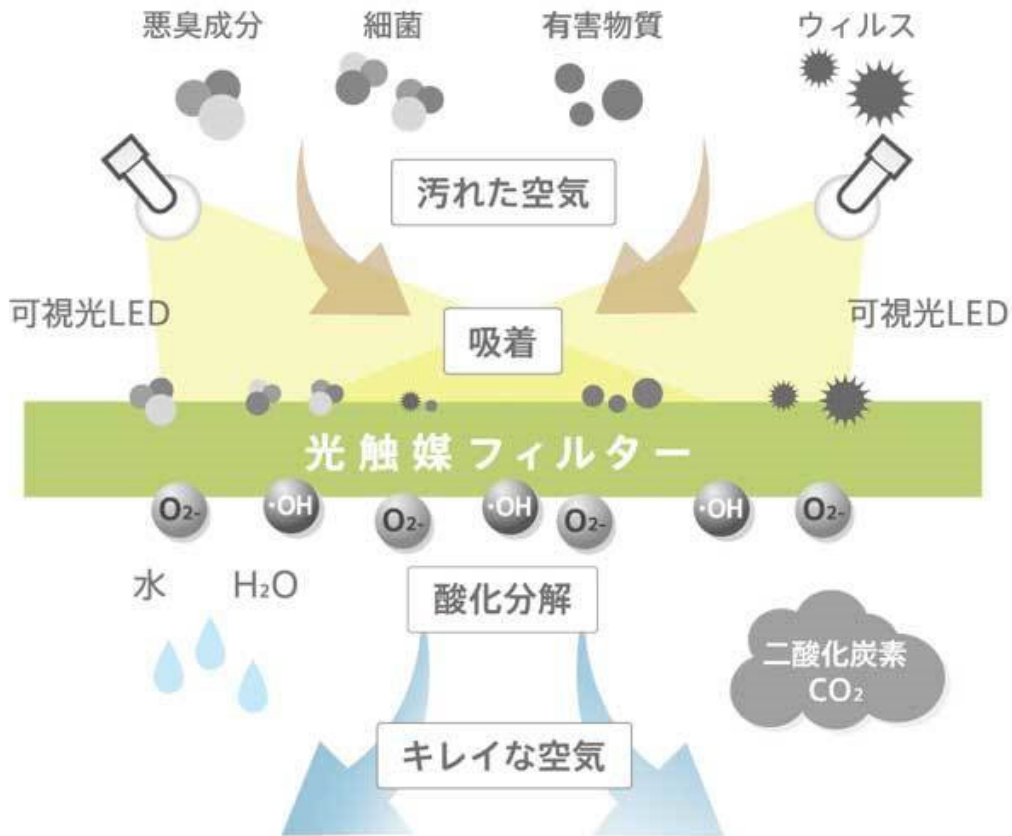 悪臭成分
細菌
有害物質
ウィルス
汚れた空気
可視光LED
可視光LED
吸着
光触媒フィルター
O₂-
·OH
O₂-
·OH
O₂-
·OH
O₂-
水
H₂O
酸化分解
二酸化炭素
CO₂
キレイな空気